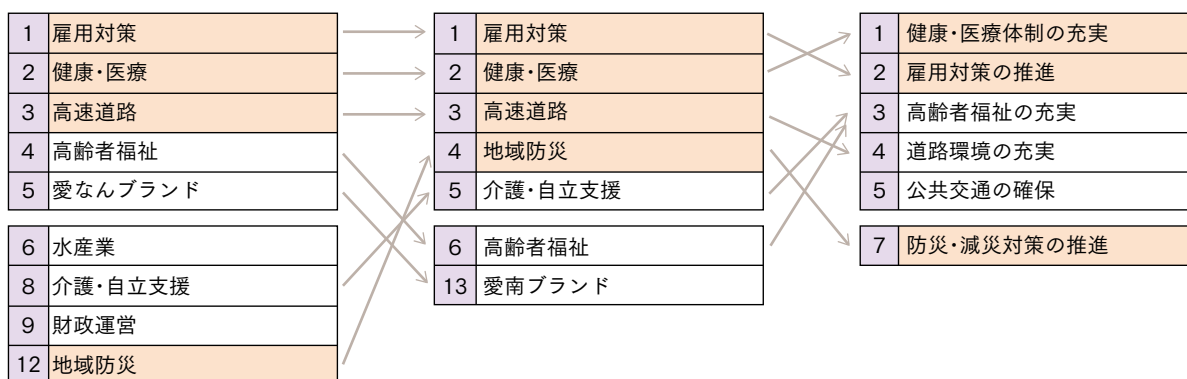 1 雇用対策
2 健康・医療
3 高速道路
4 高齢者福祉
5 愛なんブランド
6 水産業
8 介護・自立支援
9 財政運営
12 地域防災
1 雇用対策
2 健康・医療
3 高速道路
4 地域防災
5 介護・自立支援
6 高齢者福祉
13 愛南ブランド
1 健康・医療体制の充実
2 雇用対策の推進
3 高齢者福祉の充実
4 道路環境の充実
5 公共交通の確保
7 防災・減災対策の推進